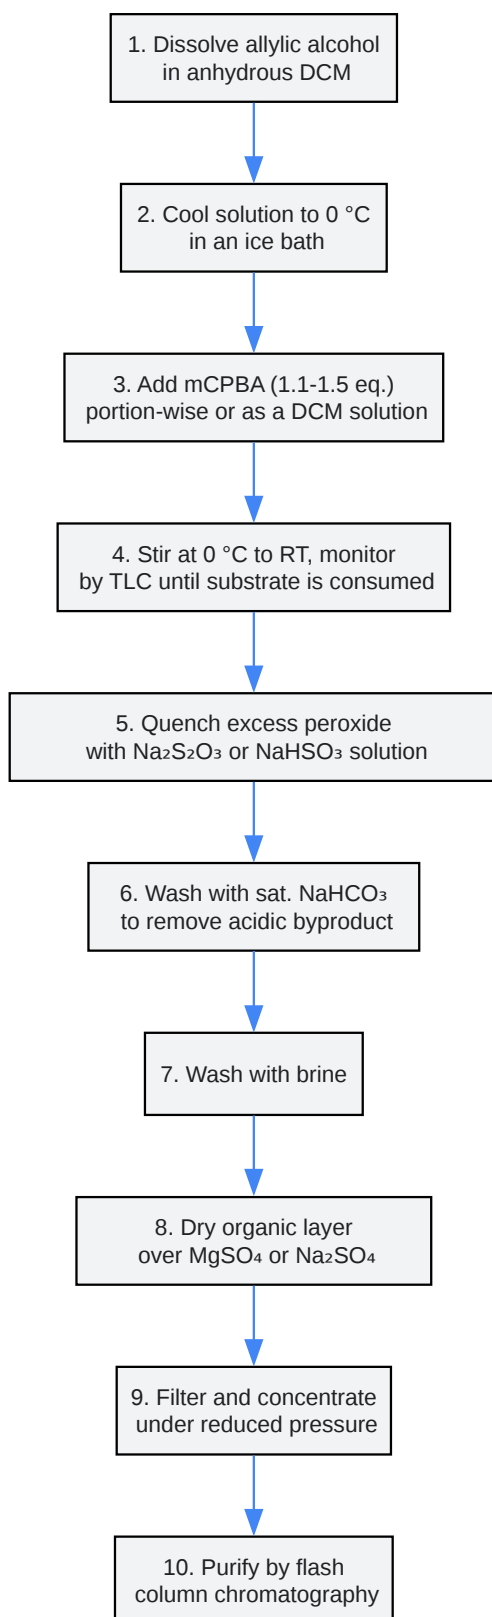 1. Dissolve allylic alcohol
in anhydrous DCM
2. Cool solution to 0 °C
in an ice bath
3. Add mCPBA (1.1-1.5 eq.)
portion-wise or as a DCM solution
4. Stir at 0 °C to RT, monitor
by TLC until substrate is consumed
5. Quench excess peroxide
with Na₂S₂O₃ or NaHSO₃ solution
6. Wash with sat. NaHCO₃
to remove acidic byproduct
7. Wash with brine
8. Dry organic layer
over MgSO₄ or Na₂SO₄
9. Filter and concentrate
under reduced pressure
10. Purify by flash
column chromatography